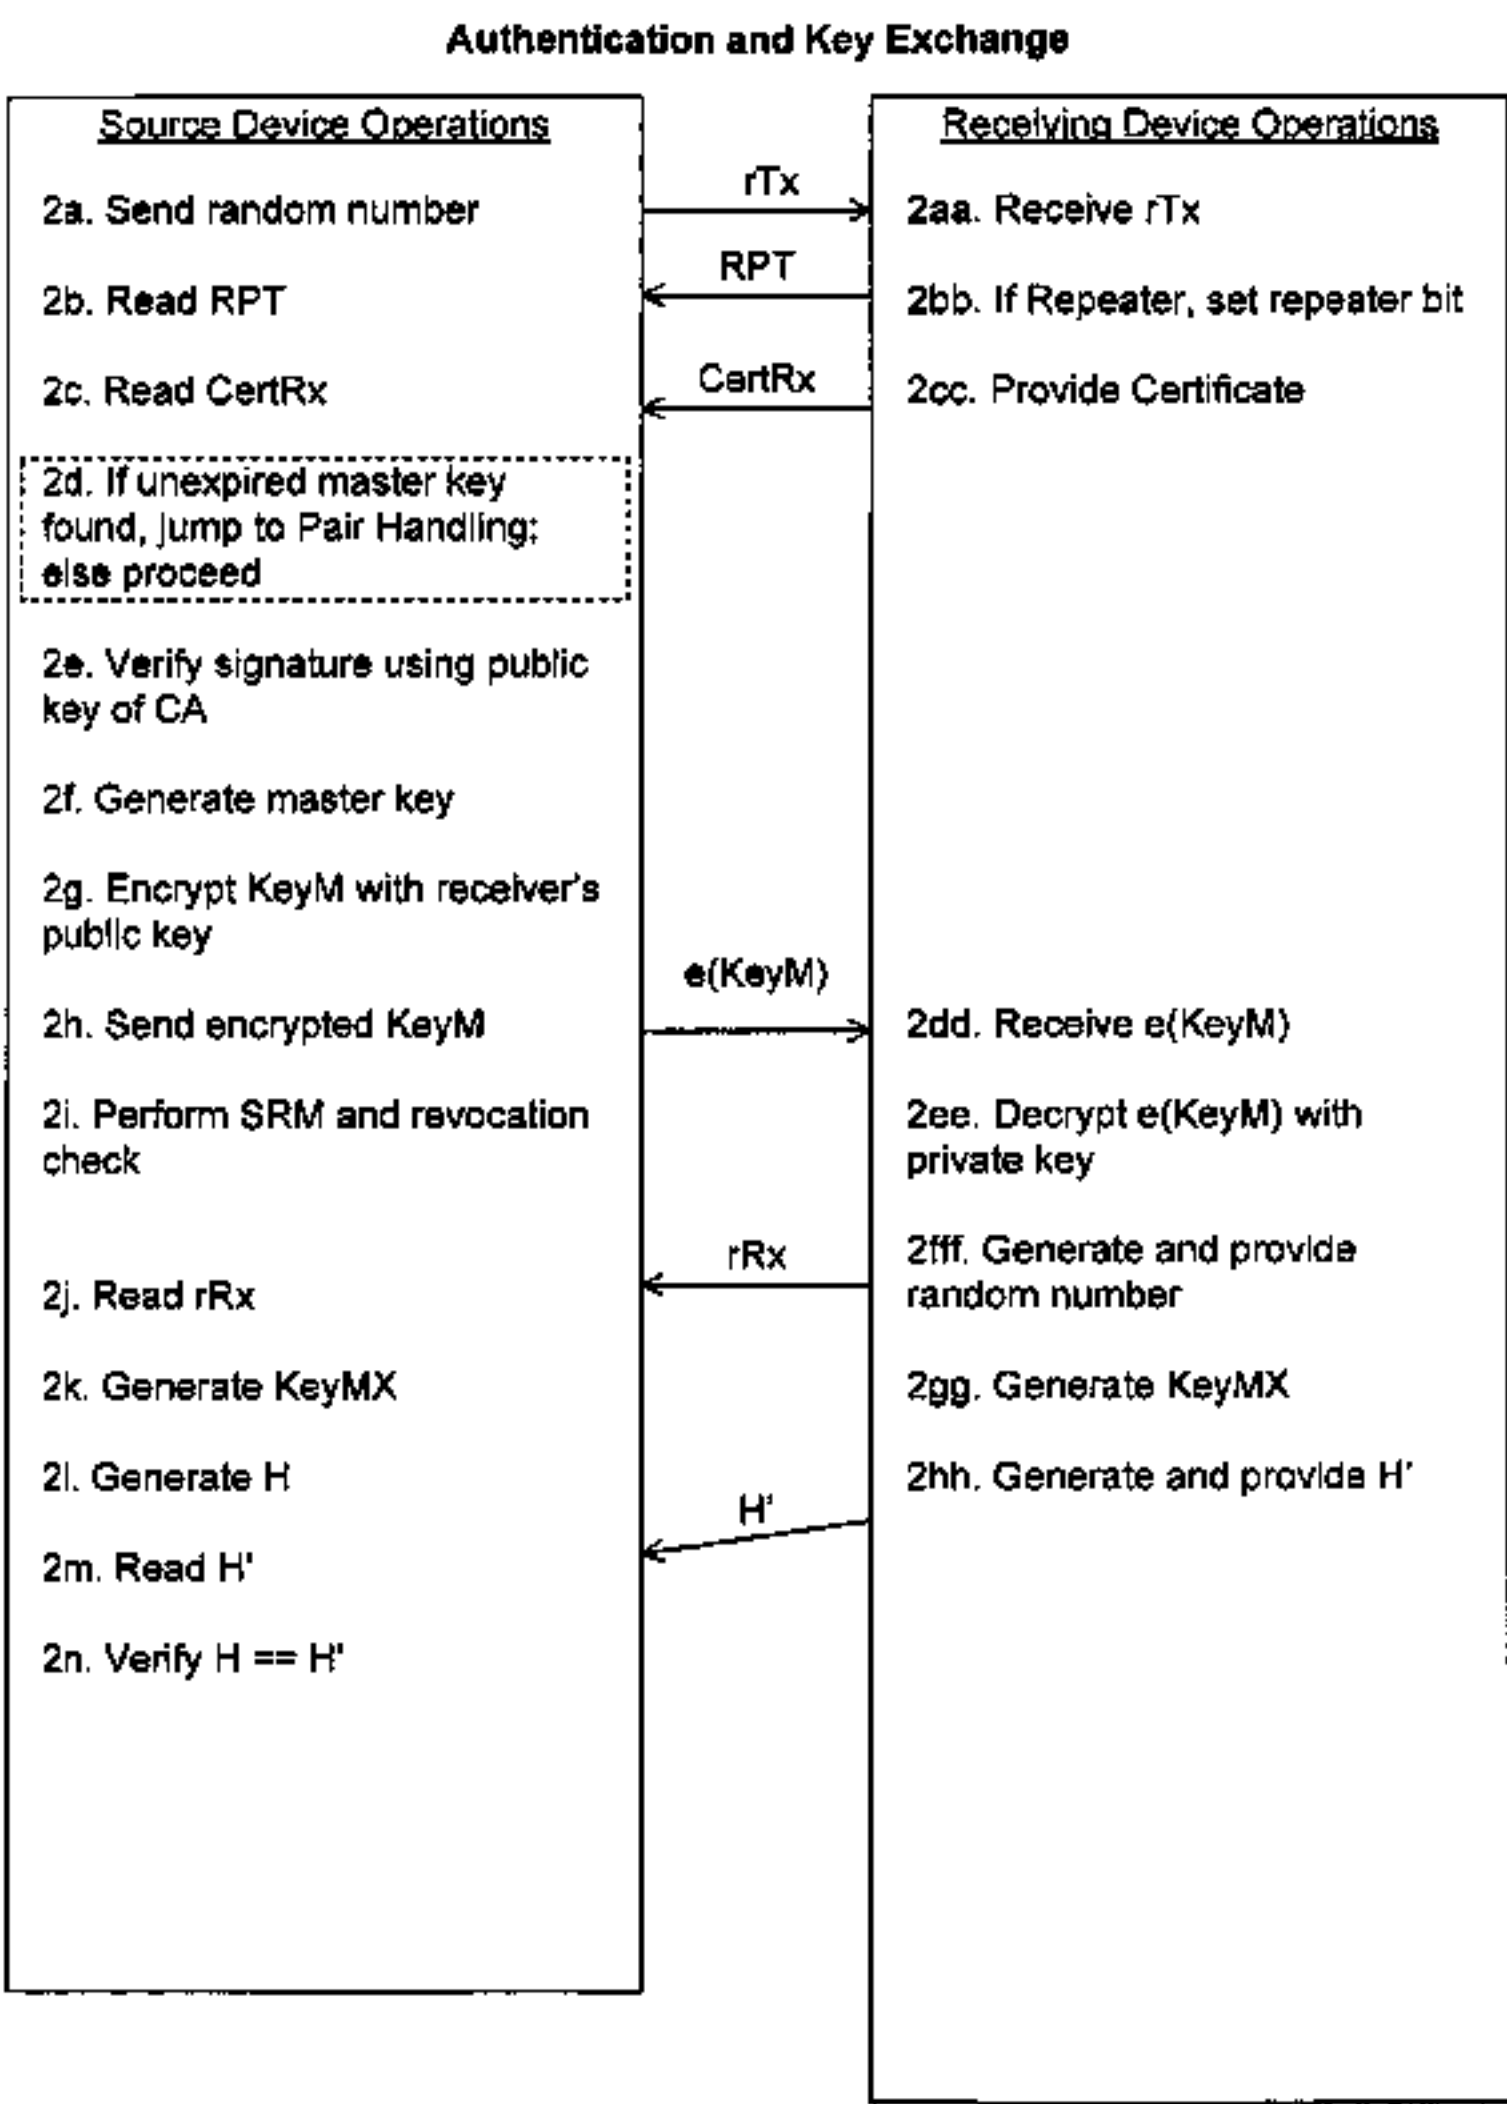 Authentication and Key Exchange
Source Device Operations
2a. Send random number
2b. Read RPT
2c. Read CertRx
2d. If unexpired master key
found, jump to Pair Handling;
else proceed
2e. Verify signature using public
key of CA
2f. Generate master key
2g. Encrypt KeyM with receiver's
public key
2h. Send encrypted KeyM
2i. Perform SRM and revocation
check
2j. Read rRx
2k. Generate KeyMX
2l. Generate H
2m. Read H'
2n. Verify H == H'
rTx
RPT
CertRx
e(KeyM)
rRx
H'
Receiving Device Operations
2aa. Receive rTx
2bb. If Repeater, set repeater bit
2cc. Provide Certificate
2dd. Receive e(KeyM)
2ee. Decrypt e(KeyM) with
private key
2fff. Generate and provide
random number
2gg. Generate KeyMX
2hh. Generate and provide H'